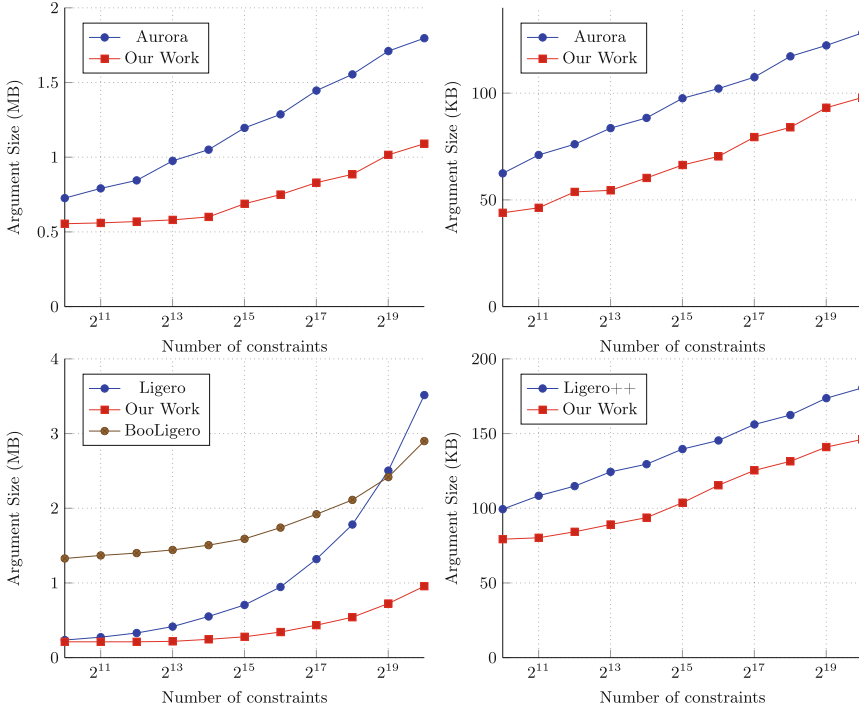 2
1.5
1
0.5
0
Argument Size (MB)
Aurora
Our Work
2^11
2^13
2^15
2^17
2^19
Number of constraints
100
50
0
Argument Size (KB)
Aurora
Our Work
2^11
2^13
2^15
2^17
2^19
Number of constraints
4
3
2
1
0
Argument Size (MB)
Ligero
Our Work
BooLigero
2^11
2^13
2^15
2^17
2^19
Number of constraints
200
150
100
50
0
Argument Size (KB)
Ligero++
Our Work
2^11
2^13
2^15
2^17
2^19
Number of constraints